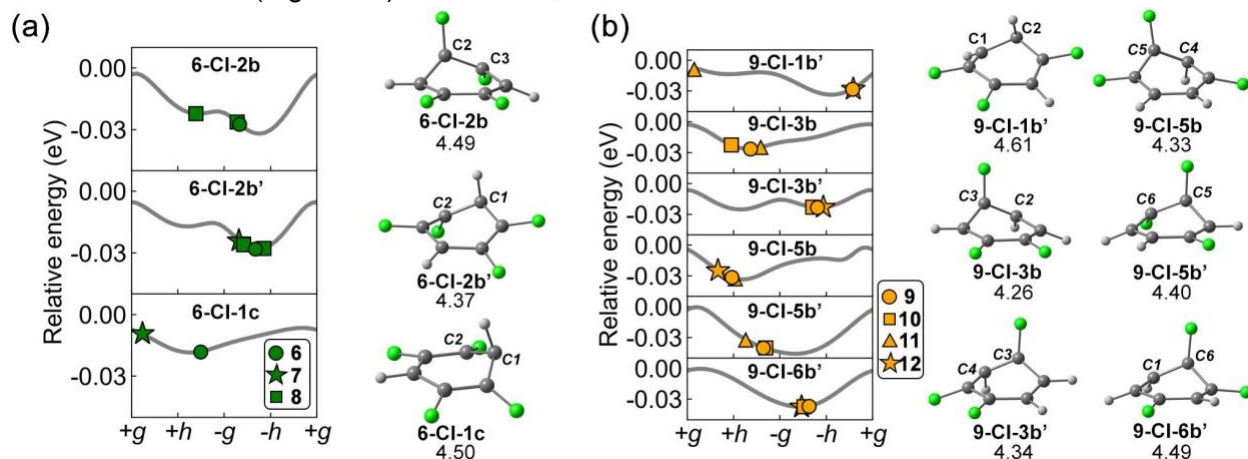 (a)
6-Cl-2b
0.00
-0.03
6-Cl-2b'
0.00
-0.03
6-Cl-1c
0.00
-0.03
Relative energy (eV)
+g +h -g -h +g
6
7
8
C2
C3
6-Cl-2b
4.49
C2
C1
6-Cl-2b'
4.37
C2
C1
6-Cl-1c
4.50
(b)
9-Cl-1b'
0.00
-0.03
9-Cl-3b
0.00
-0.03
9-Cl-3b'
0.00
-0.03
9-Cl-5b
0.00
-0.03
9-Cl-5b'
0.00
-0.03
9-Cl-6b'
0.00
-0.03
Relative energy (eV)
+g +h -g -h +g
9
10
11
12
C1
C2
9-Cl-1b'
4.61
C5
C4
9-Cl-5b
4.33
C3
C2
9-Cl-3b
4.26
C6
C5
9-Cl-5b'
4.40
C4
C3
9-Cl-3b'
4.34
C1
C6
9-Cl-6b'
4.49